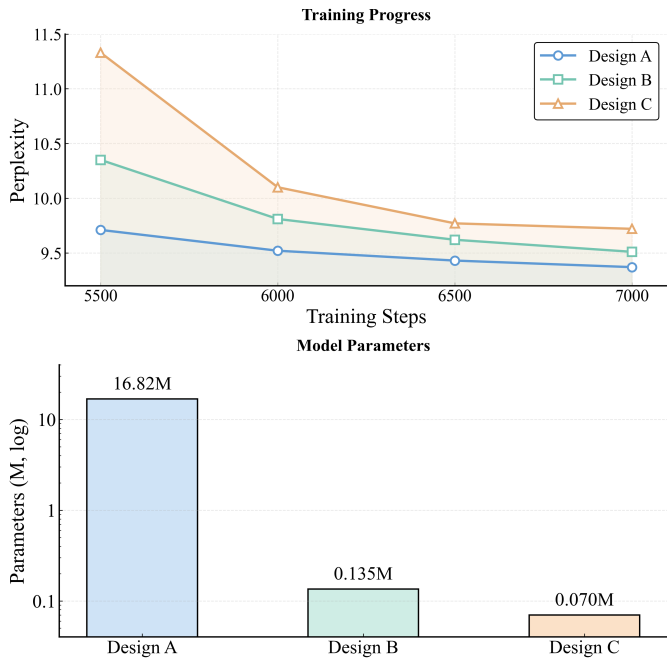 Training Progress
11.5
11.0
10.5
10.0
9.5
Perplexity
Design A
Design B
Design C
5500 6000 6500 7000
Training Steps
Model Parameters
Parameters (M, log)
10
1
0.1
16.82M
0.135M
0.070M
Design A Design B Design C